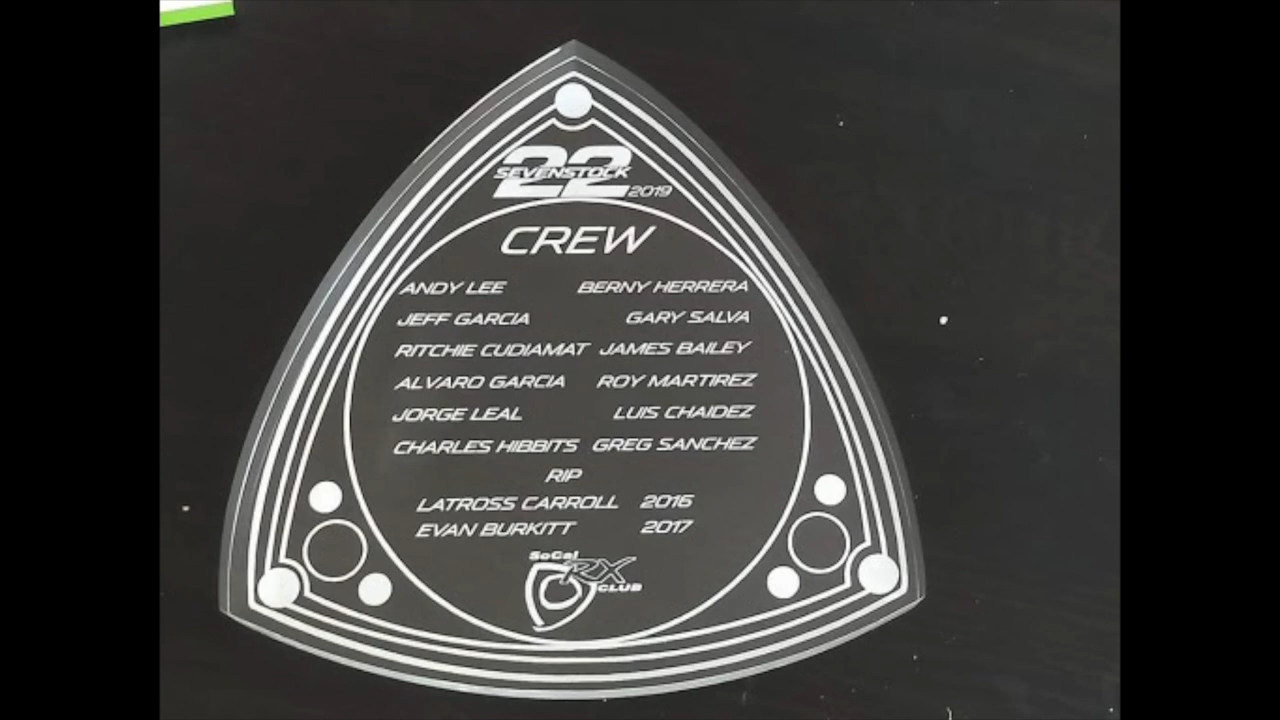 22
SEVENSTOCK
2019
CREW
ANDY LEE BERNY HERRERA
JEFF GARCIA GARY SALVA
RITCHIE CUDIAMAT JAMES BAILEY
ALVARO GARCIA ROY MARTIREZ
JORGE LEAL LUIS CHAIDEZ
CHARLES HIBBITS GREG SANCHEZ
RIP
LATROSS CARROLL 2016
EVAN BURKITT 2017
SoCal
RX
CLUB